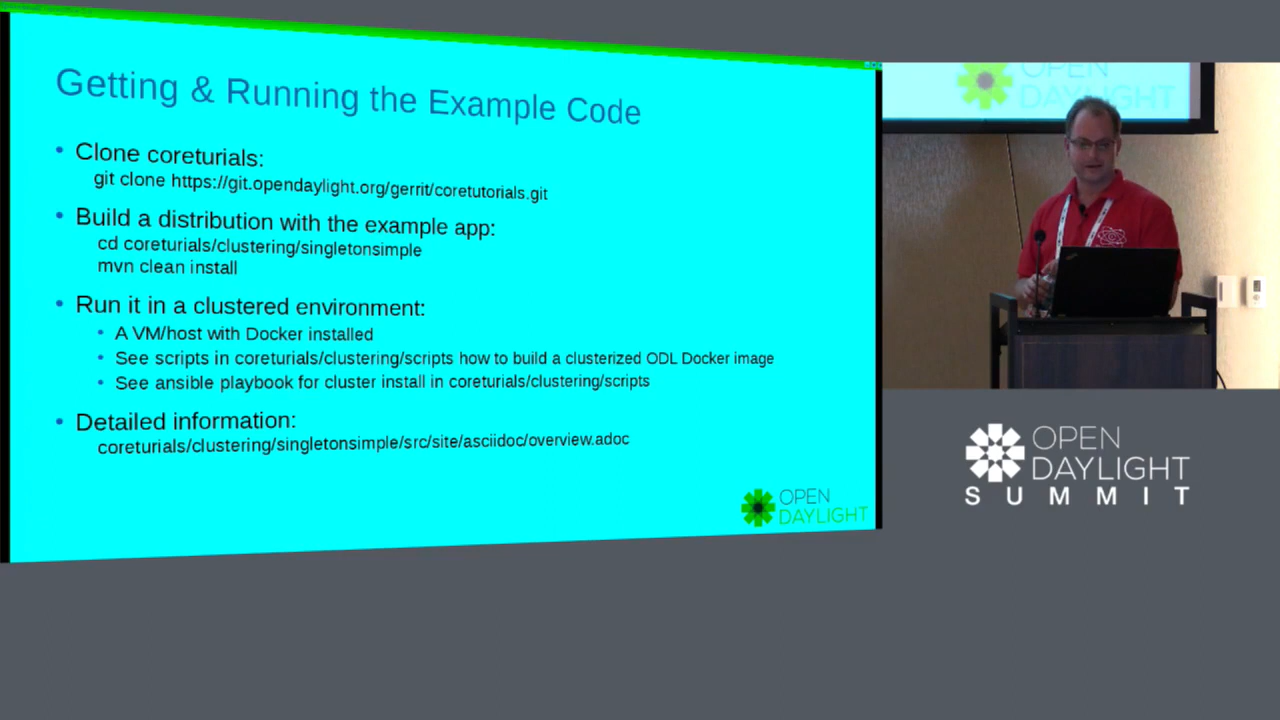 Getting & Running the Example Code
• Clone coreturials:
git clone https://git.opendaylight.org/gerrit/coretutorials.git
• Build a distribution with the example app:
cd coreturials/clustering/singletonsimple
mvn clean install
• Run it in a clustered environment:
• A VM/host with Docker installed
• See scripts in coreturials/clustering/scripts how to build a clusterized ODL Docker image
• See ansible playbook for cluster install in coreturials/clustering/scripts
• Detailed information:
coreturials/clustering/singletonsimple/src/site/asciidoc/overview.adoc
OPEN
DAYLIGHT
OPEN
DAYLIGHT
OPEN
DAYLIGHT
SUMMIT